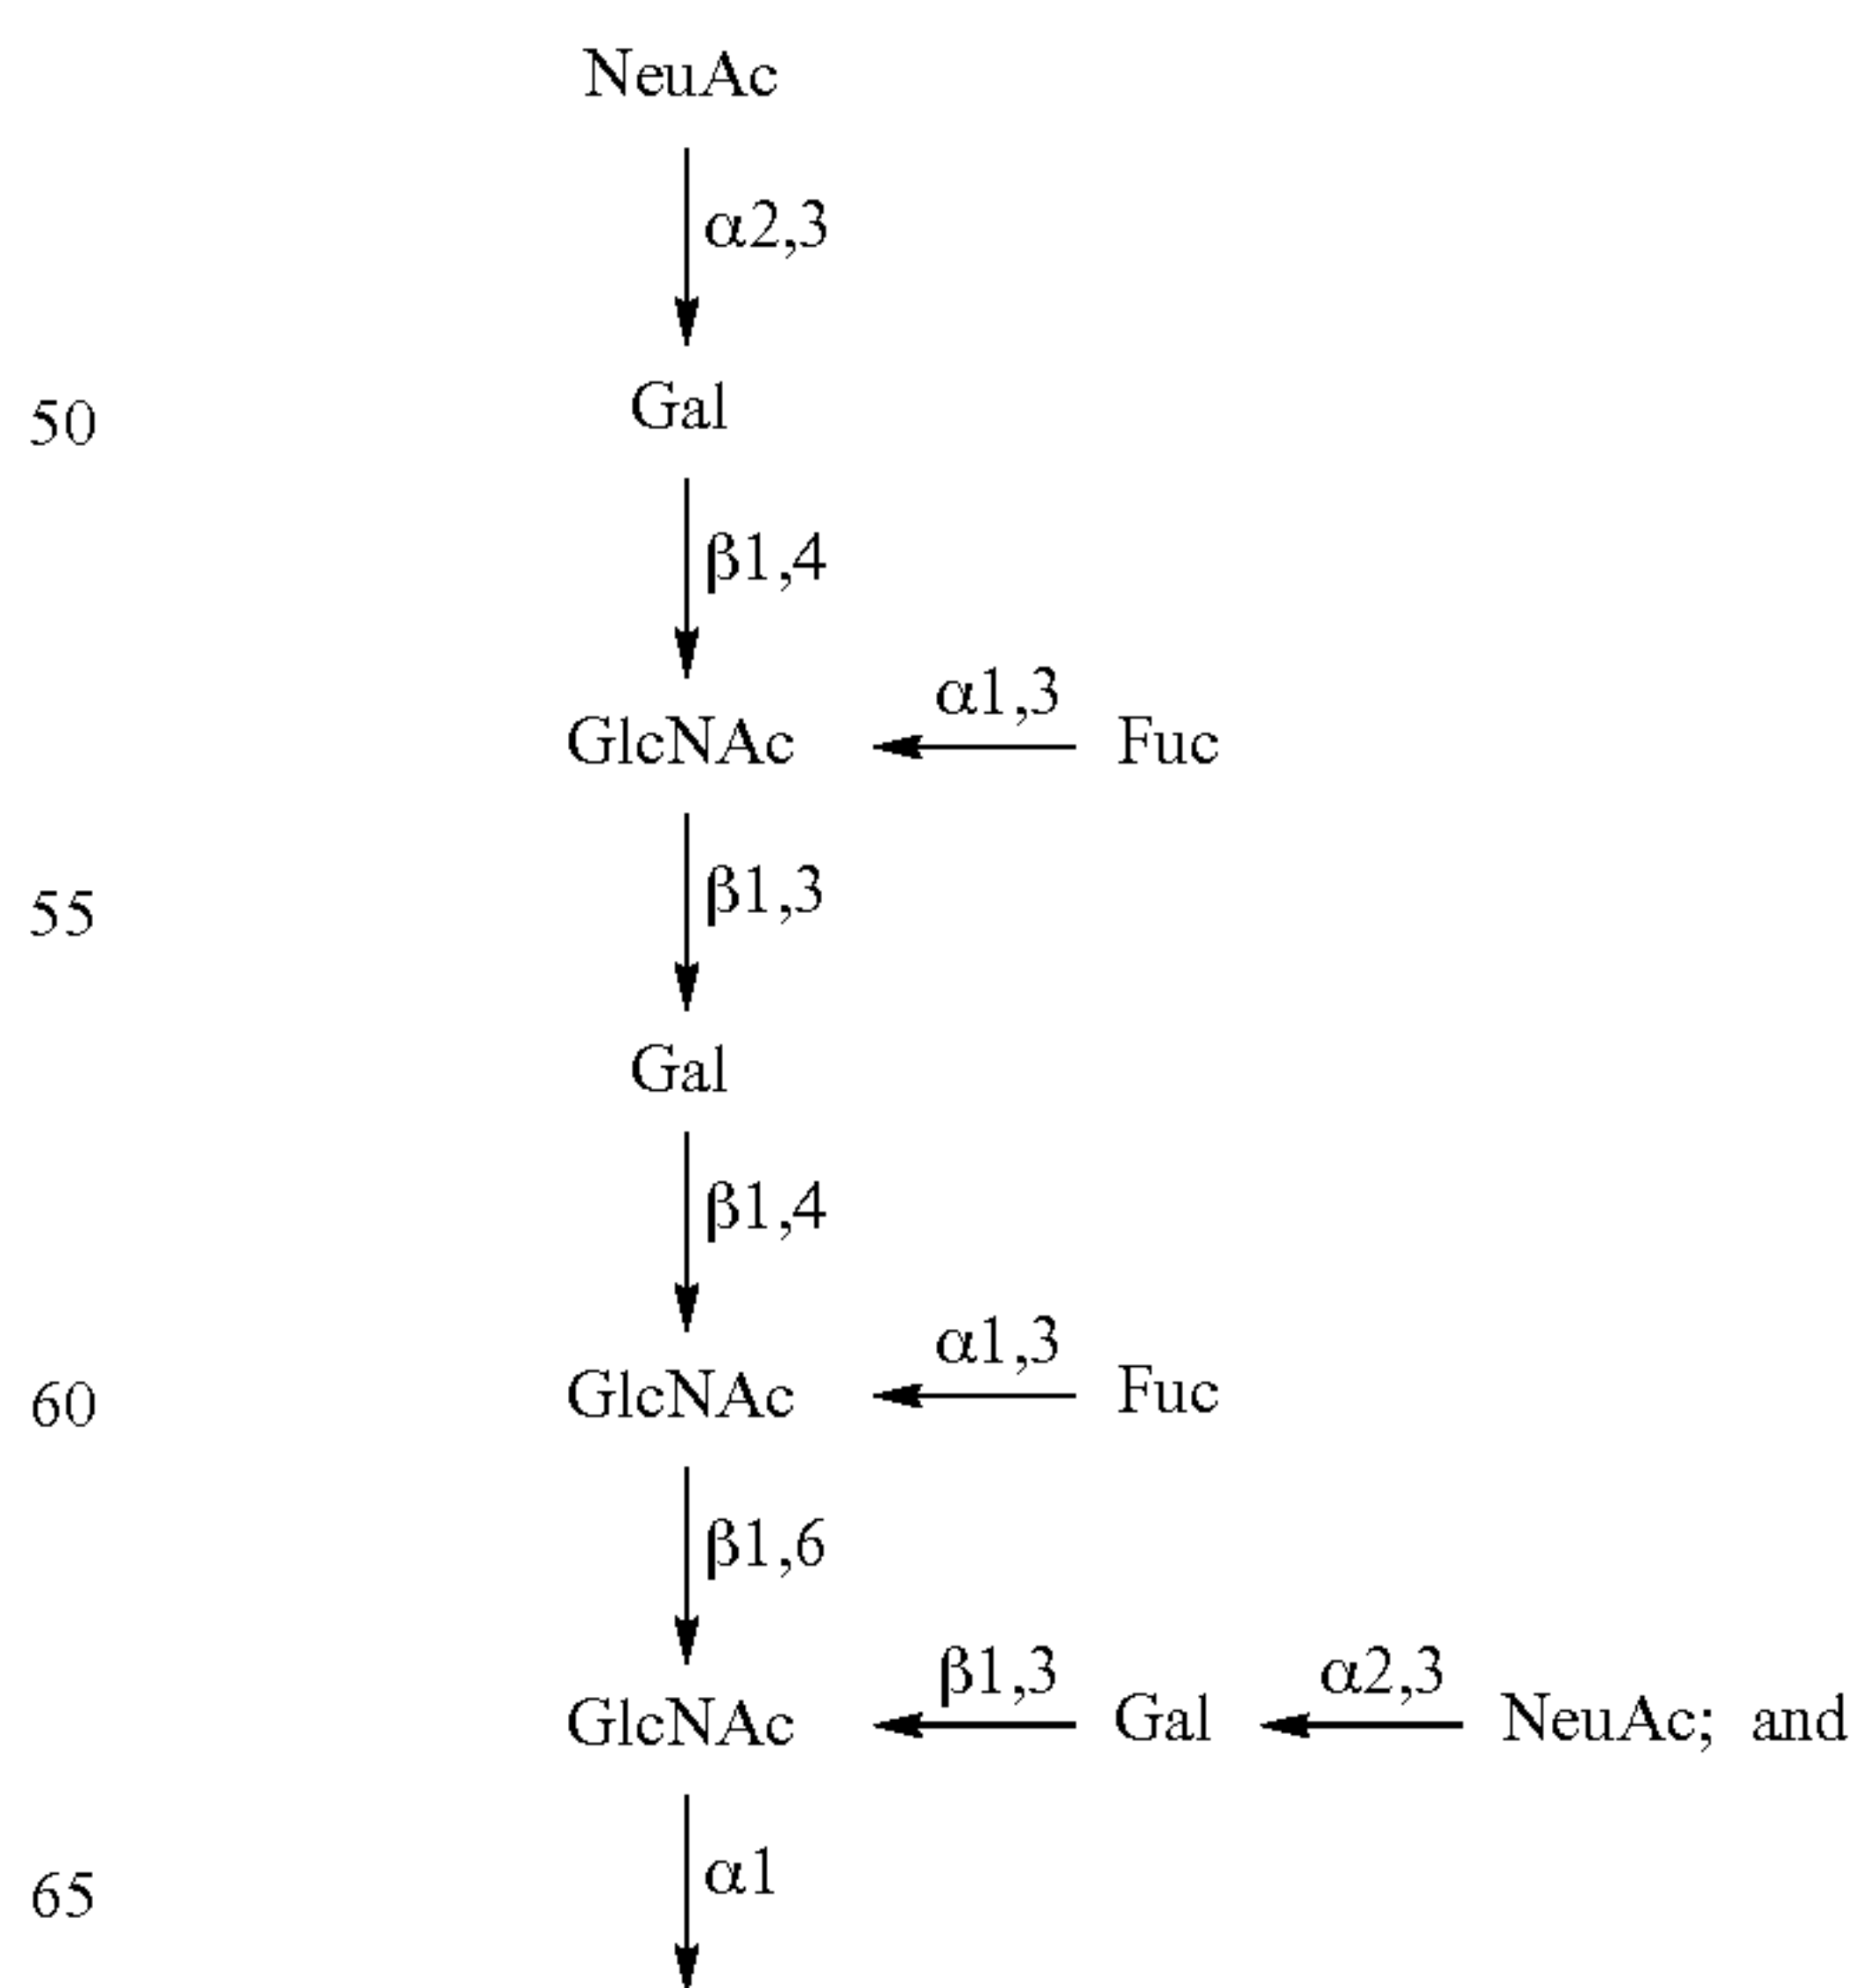 NeuAc
α2,3
50 Gal
β1,4
α1,3
GlcNAc Fuc
β1,3
55
Gal
β1,4
α1,3
60 GlcNAc Fuc
β1,6
β1,3 α2,3
GlcNAc Gal NeuAc; and
α1
65